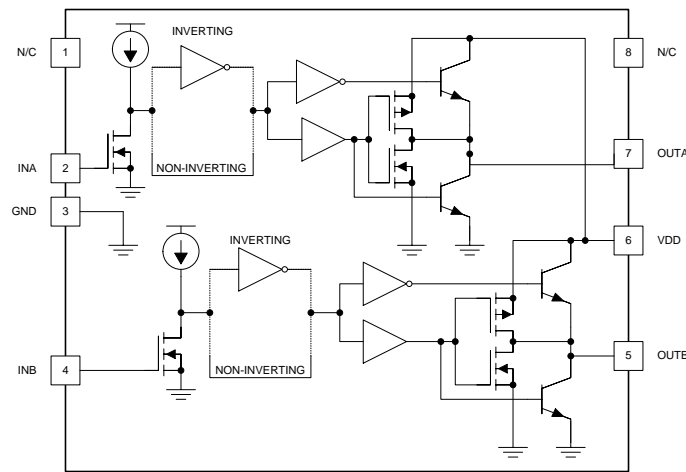 INVERTING
N/C 1
8 N/C
INA 2
NON-INVERTING
7 OUTA
GND 3
INVERTING
6 VDD
INB 4
NON-INVERTING
5 OUTB